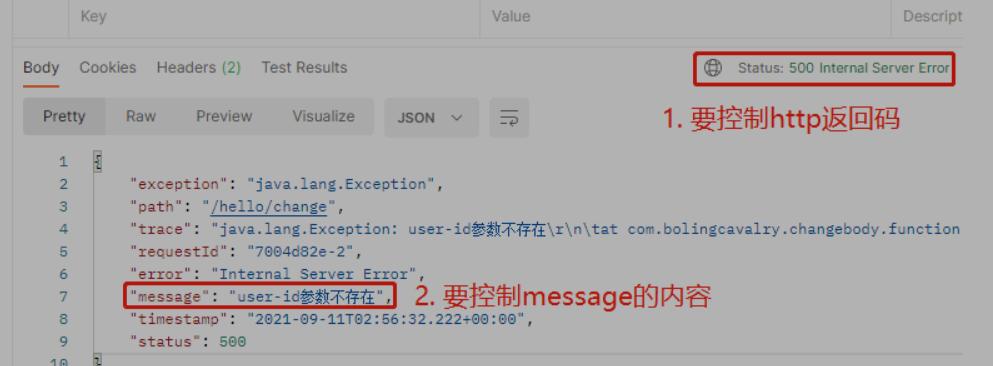 Key Value Descript
Body Cookies Headers (2) Test Results Status: 500 Internal Server Error
Pretty Raw Preview Visualize JSON
1. 要控制http返回码
1 {
2 "exception": "java.lang.Exception",
3 "path": "/hello/change",
4 "trace": "java.lang.Exception: user-id参数不存在\r\n\tat com.bolingcavalry.changebody.function
5 "requestId": "7004d82e-2",
6 "error": "Internal Server Error",
7 "message": "user-id参数不存在", 2. 要控制message的内容
8 "timestamp": "2021-09-11T02:56:32.222+00:00",
9 "status": 500
10 }